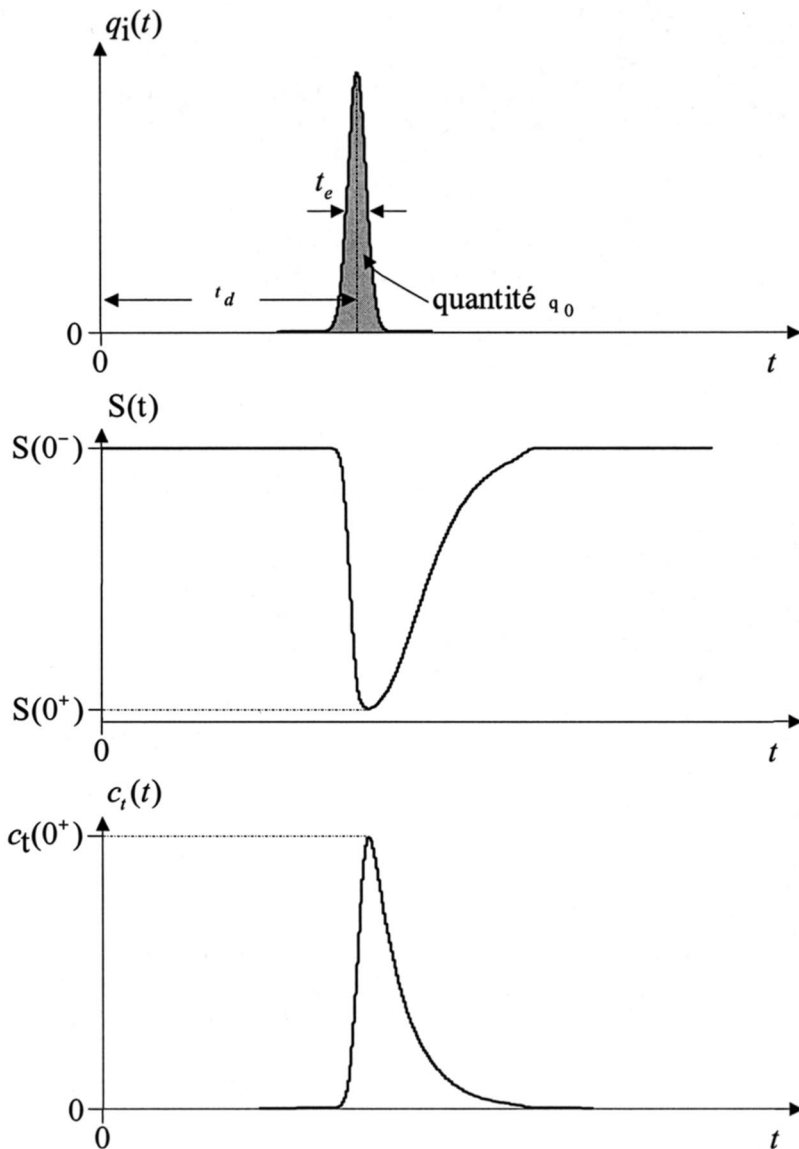 qi(t)
te
td
quantité q0
0
0
t
S(t)
S(0⁻)
S(0⁺)
0
t
ct(t)
ct(0⁺)
0
0
t